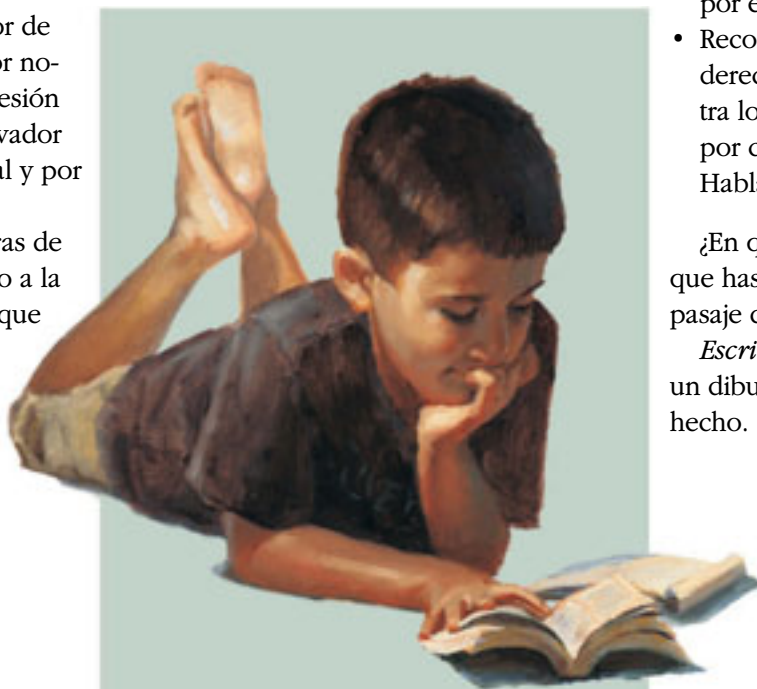 or de
or no-
esión
vador
al y por
ras de
o a la
que
por e
• Reco
derec
tra lo
por
Habl
¿En q
que has
pasaje
Escri
un dibu
hecho.